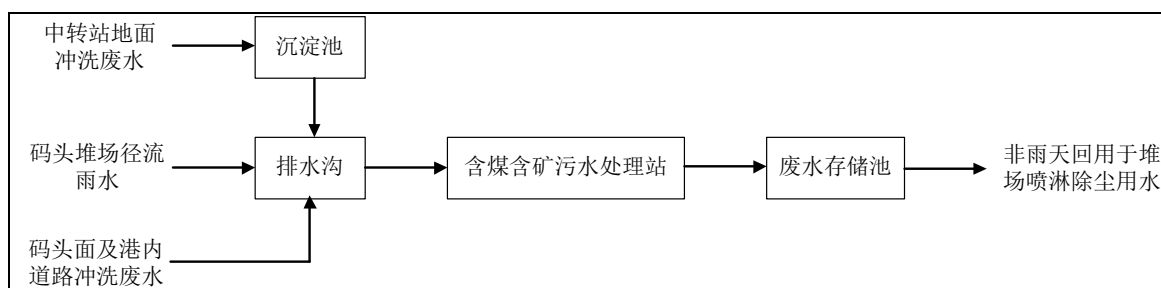 中转站地面
冲洗废水
沉淀池
码头堆场径流
雨水
排水沟
含煤含矿污水处理站
废水存储池
非雨天回用于堆
场喷淋除尘用水
码头面及港内
道路冲洗废水